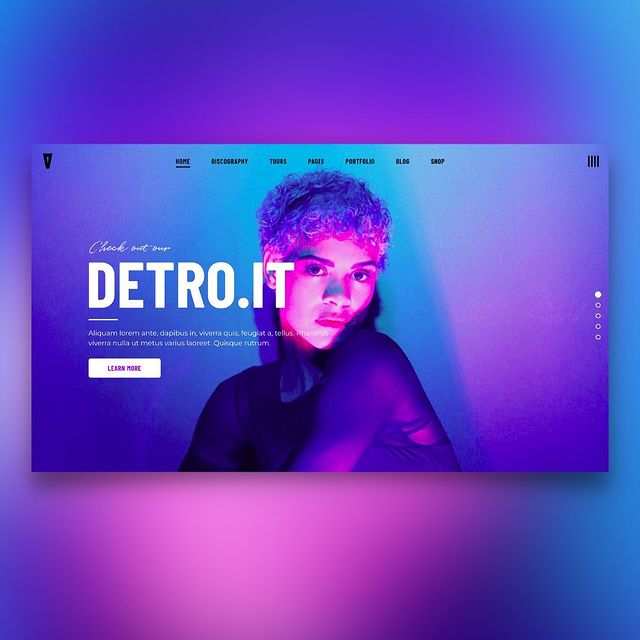 HOME DISCOGRAPHY TOURS PAGES PORTFOLIO BLOG SHOP
Check out our
DETRO.IT
Aliquam lorem ante, dapibus in, viverra quis, feugiat a, tellus. Phasellus
viverra nulla ut metus varius laoreet. Quisque rutrum.
LEARN MORE